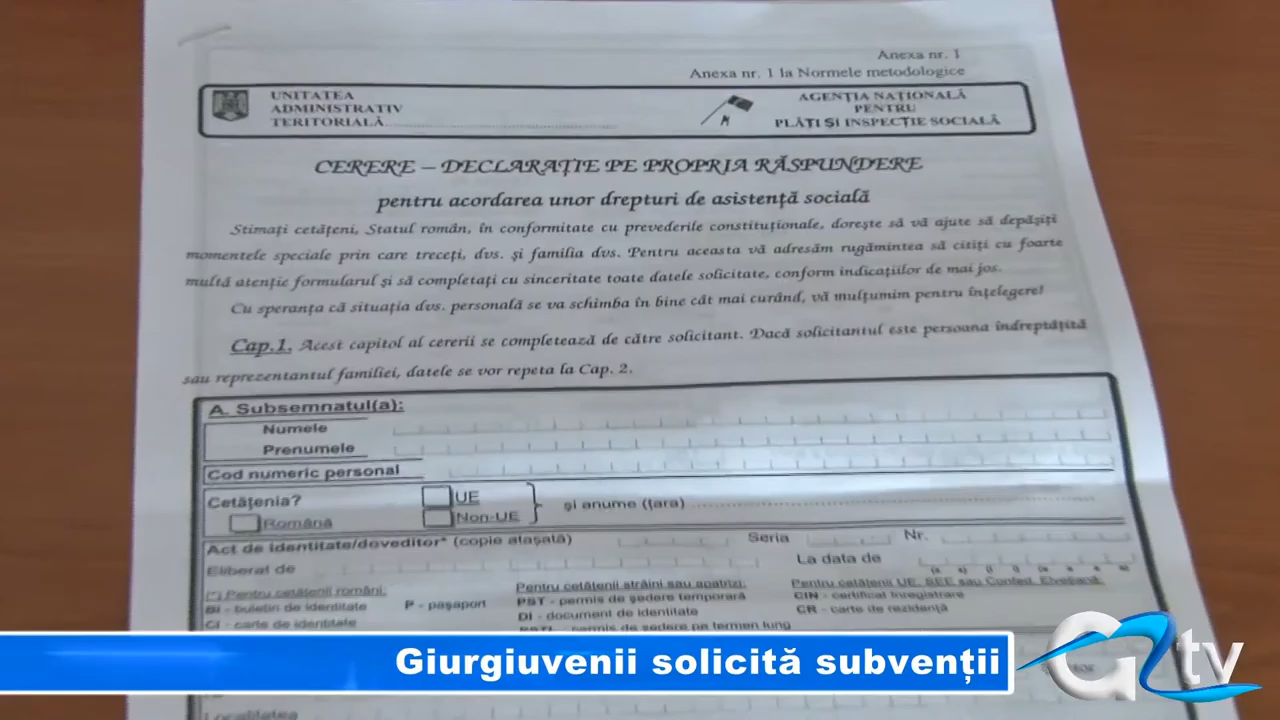 Anexa nr. 1
Anexa nr. 1 la Normele metodologice
UNITATEA
ADMINISTRATIV
TERITORIALĂ
AGENȚIA NAȚIONALĂ
PENTRU
PLĂȚI ȘI INSPECȚIE SOCIALĂ
CERERE – DECLARAȚIE PE PROPRIA RĂSPUNDERE
pentru acordarea unor drepturi de asistență socială
Stimați cetățeni, Statul român, în conformitate cu prevederile constituționale, dorește să vă ajute să depășiți
momentele speciale prin care treceți, dvs. și familia dvs. Pentru aceasta vă adresăm rugămintea să citiți cu foarte
multă atenție formularul și să completați cu sinceritate toate datele solicitate, conform indicațiilor de mai jos.
Cu speranța că situația dvs. personală se va schimba în bine cât mai curând, vă mulțumim pentru înțelegere!
Cap.1. Acest capitol al cererii se completează de către solicitant. Dacă solicitantul este persoana îndreptățită
sau reprezentantul familiei, datele se vor repeta la Cap. 2.
A. Subsemnatul(a):
Numele
Prenumele
Cod numeric personal
Cetățenia?
Română
UE
Non-UE
și anume (țara)
Act de identitate/doveditor* (copie atașată)
Seria
Nr.
Eliberat de
La data de
(*) Pentru cetățenii români:
BI - buletin de identitate
CI - carte de identitate
P - pașaport
Pentru cetățenii străini sau apatrizi:
PST - permis de ședere temporară
DI - document de identitate
permis de ședere pe termen lung
Pentru cetățenii UE, SEE sau Confed. Elvețiană:
CIN - certificat înregistrare
CR - carte de rezidență
Giurgiuvenii solicită subvenții
G tv
Localitatea